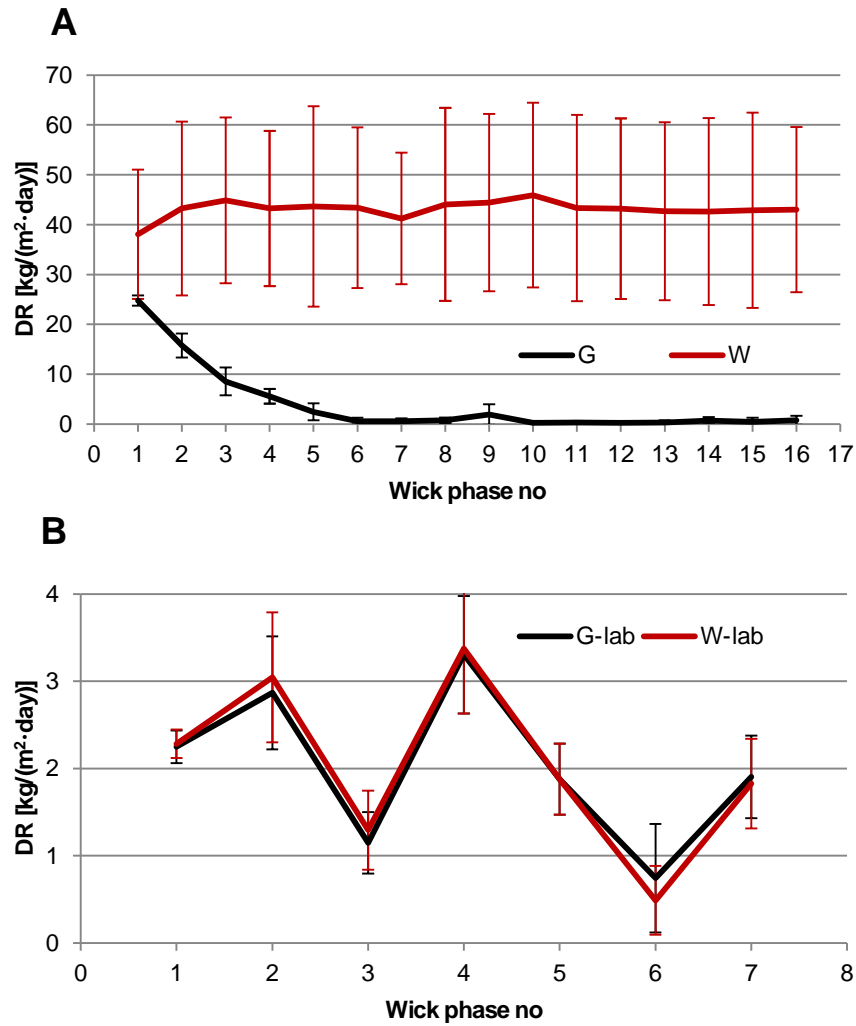 A
70
60
50
40
30
20
10
0
DR [kg/(m²·day)]
G W
0 1 2 3 4 5 6 7 8 9 10 11 12 13 14 15 16 17
Wick phase no
B
4
3
2
1
0
DR [kg/(m²·day)]
G-lab W-lab
0 1 2 3 4 5 6 7 8
Wick phase no